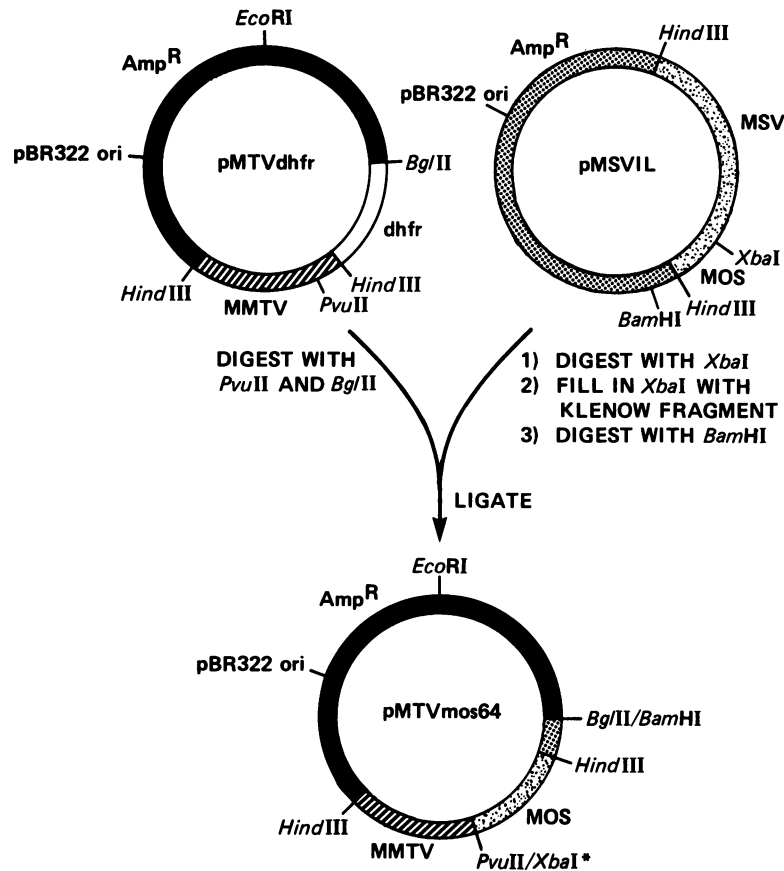 EcoRI
AmpR
pBR322 ori
pMTVdhfr
BglII
dhfr
HindIII
PvuII
MMTV
HindIII
AmpR
HindIII
pBR322 ori
MSV
pMSVIL
XbaI
MOS
HindIII
BamHI
DIGEST WITH
PvuII AND BglII
1) DIGEST WITH XbaI
2) FILL IN XbaI WITH
KLENOW FRAGMENT
3) DIGEST WITH BamHI
LIGATE
EcoRI
AmpR
pBR322 ori
pMTVmos64
BglII/BamHI
HindIII
MOS
HindIII
MMTV
PvuII/XbaI*